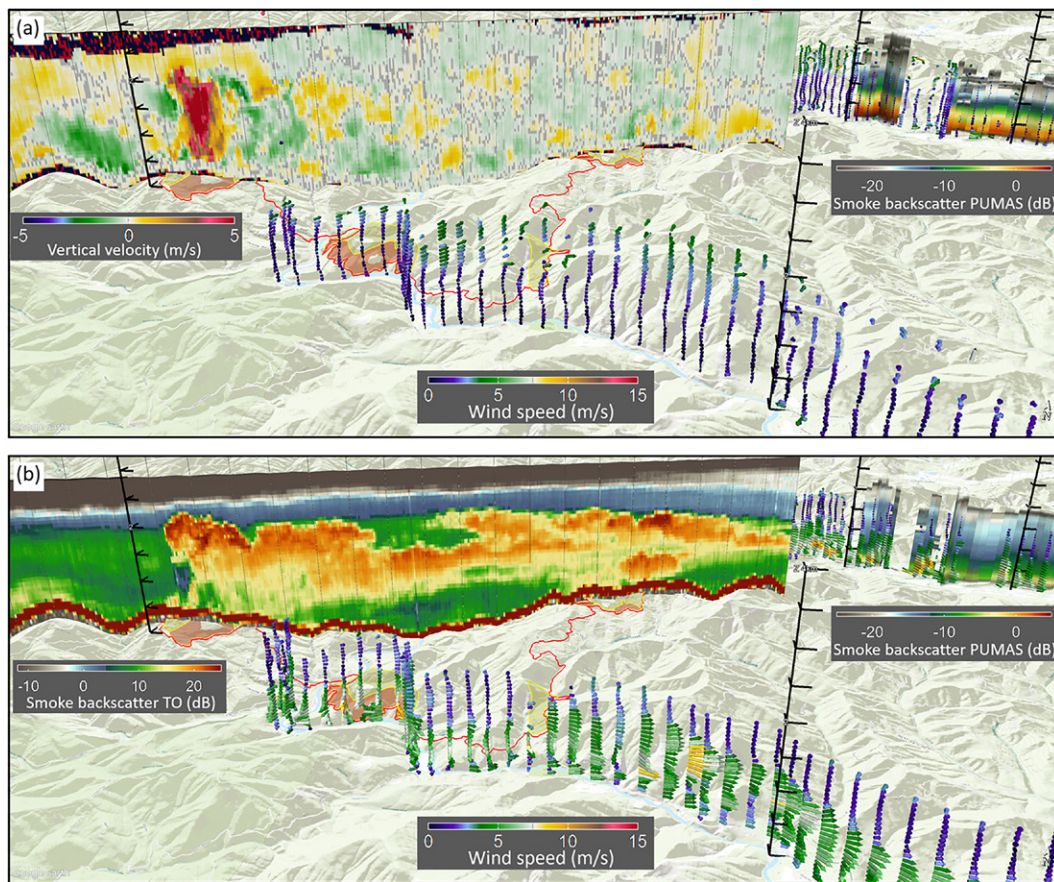 (a)
-20 -10 0
Smoke backscatter PUMAS (dB)
-5 0 5
Vertical velocity (m/s)
0 5 10 15
Wind speed (m/s)
(b)
-20 -10 0
Smoke backscatter PUMAS (dB)
-10 0 10 20
Smoke backscatter TO (dB)
0 5 10 15
Wind speed (m/s)